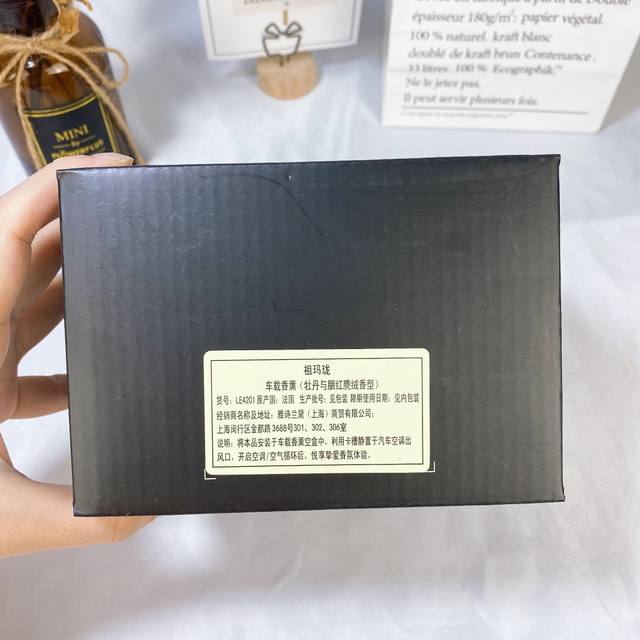 MINI
épaisseur 180g/m²: papier végétal.
100 % naturel. kraft blanc
doublé de kraft brun Contenance.
33 litres. 100 % Ecographik."
Ne le jetez pas.
Il peut servir plusieurs fois.
祖玛珑
车载香薰（牡丹与胭红麂绒香型）
货号：LE4201 原产国：法国 生产批号：见包装 限期使用日期：见内包装
经销商名称及地址：雅诗兰黛（上海）商贸有限公司；
上海闵行区金都路3688号301、302、306室
说明：将本品安装于车载香薰空盒中，利用卡槽静置于汽车空调出
风口，开启空调/空气循环后，悦享挚爱香氛体验。